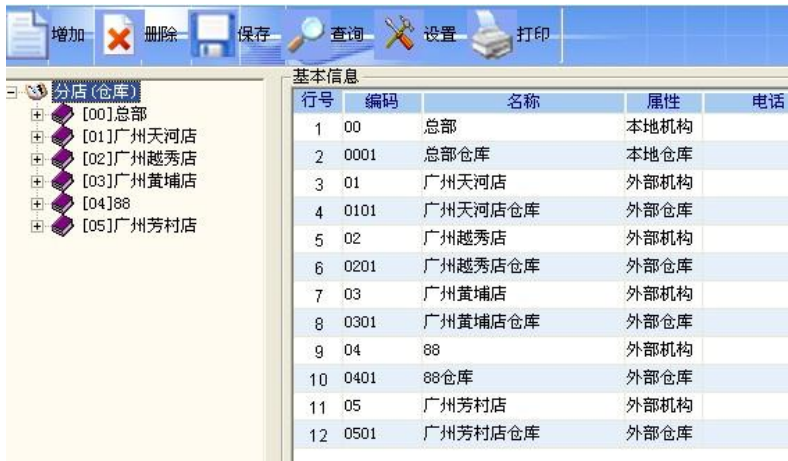 增加 删除 保存 查询 设置 打印
分店(仓库)
[00]总部
[01]广州天河店
[02]广州越秀店
[03]广州黄埔店
[04]88
[05]广州芳村店
基本信息
行号 编码 名称 属性 电话
1 00 总部 本地机构
2 0001 总部仓库 本地仓库
3 01 广州天河店 外部机构
4 0101 广州天河店仓库 外部仓库
5 02 广州越秀店 外部机构
6 0201 广州越秀店仓库 外部仓库
7 03 广州黄埔店 外部机构
8 0301 广州黄埔店仓库 外部仓库
9 04 88 外部机构
10 0401 88仓库 外部仓库
11 05 广州芳村店 外部机构
12 0501 广州芳村店仓库 外部仓库